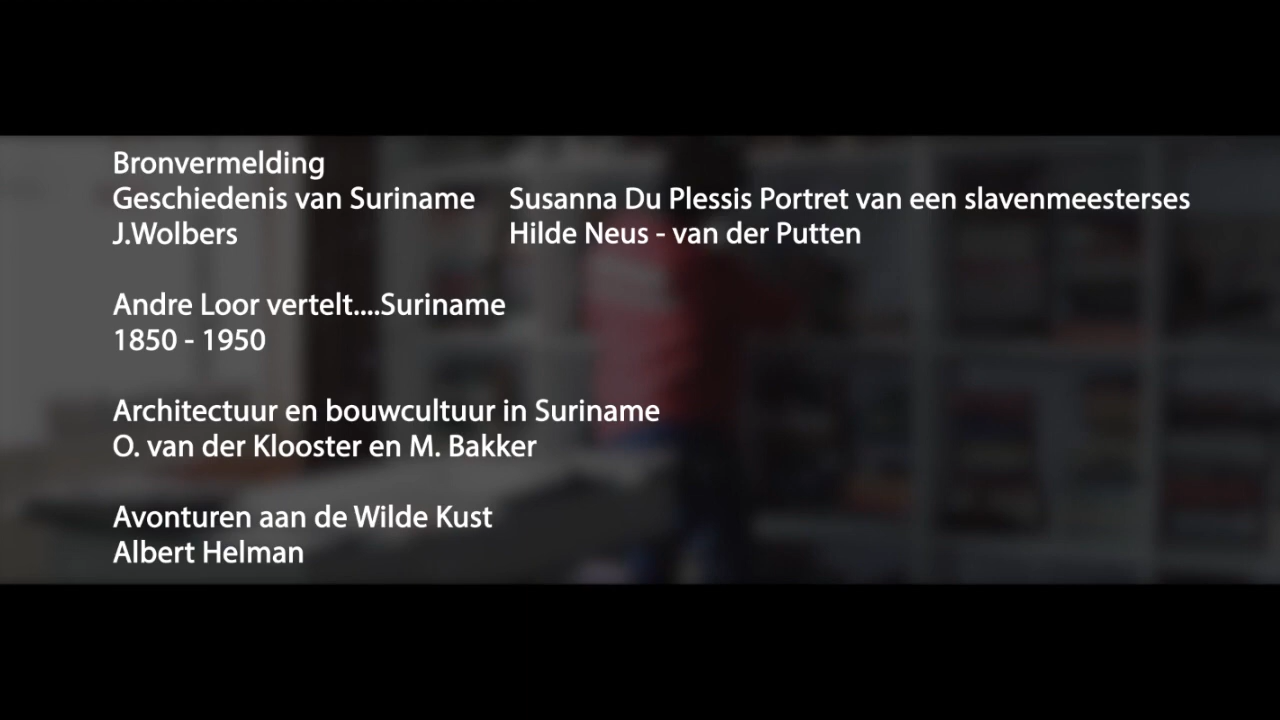 Bronvermelding
Geschiedenis van Suriname
J.Wolbers
Susanna Du Plessis Portret van een slavenmeesterses
Hilde Neus - van der Putten
Andre Loor vertelt....Suriname
1850 - 1950
Architectuur en bouwcultuur in Suriname
O. van der Klooster en M. Bakker
Avonturen aan de Wilde Kust
Albert Helman